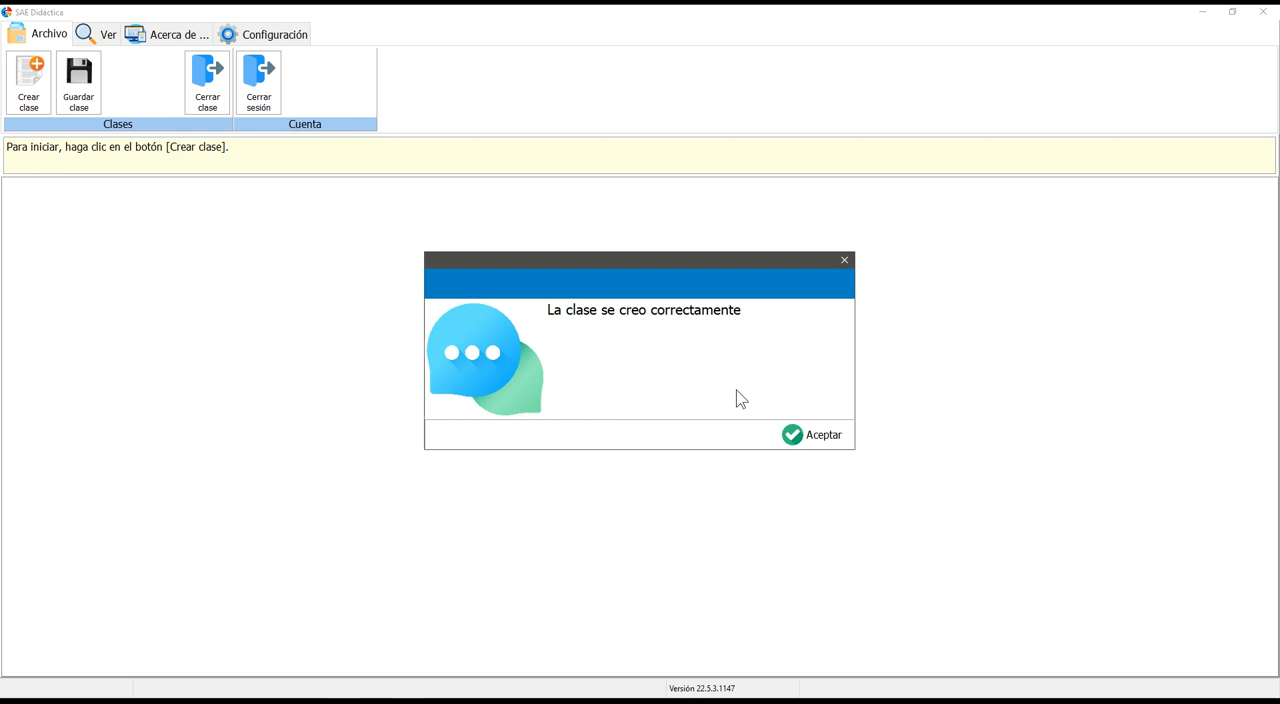 SAE Didáctica
Archivo
Ver
Acerca de ...
Configuración
Crear
clase
Guardar
clase
Cerrar
clase
Cerrar
sesión
Clases
Cuenta
Para iniciar, haga clic en el botón [Crear clase].
La clase se creo correctamente
Aceptar
Versión 22.5.3.1147